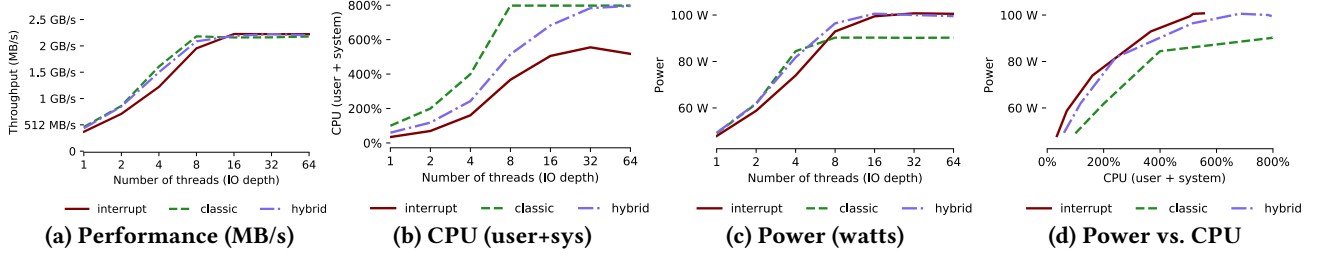 Throughput (MB/s)
2.5 GB/s
2 GB/s
1.5 GB/s
1 GB/s
512 MB/s
0
1 2 4 8 16 32 64
Number of threads (IO depth)
interrupt classic hybrid
(a) Performance (MB/s)
CPU (user + system)
800%
600%
400%
200%
0%
1 2 4 8 16 32 64
Number of threads (IO depth)
interrupt classic hybrid
(b) CPU (user+sys)
Power
100 W
80 W
60 W
1 2 4 8 16 32 64
Number of threads (IO depth)
interrupt classic hybrid
(c) Power (watts)
Power
100 W
80 W
60 W
0% 200% 400% 600% 800%
CPU (user + system)
interrupt classic hybrid
(d) Power vs. CPU